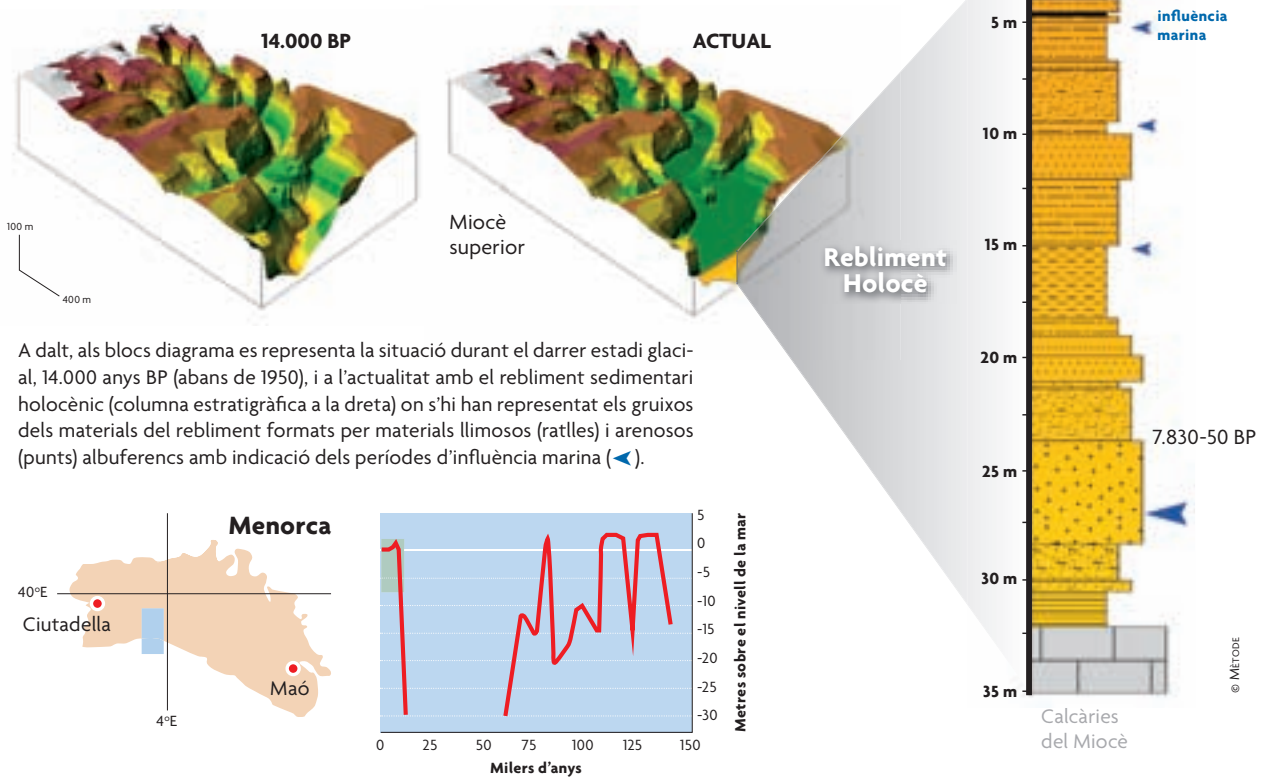 14.000 BP
ACTUAL
Miocè
superior
100 m
400 m
Rebliment
Holocè
5 m
10 m
15 m
20 m
25 m
30 m
35 m
influència
marina
7.830-50 BP
Calcàries
del Miocè
© MÈTODE
A dalt, als blocs diagrama es representa la situació durant el darrer estadi glaci-
al, 14.000 anys BP (abans de 1950), i a l’actualitat amb el rebliment sedimentari
holocènic (columna estratigràfica a la dreta) on s’hi han representat els gruixos
dels materials del rebliment formats per materials llimosos (ratlles) i arenosos
(punts) albuferencs amb indicació dels períodes d’influència marina (➤).
Menorca
40ºE
Ciutadella
Maó
4ºE
5
0
-5
-10
-15
-20
-25
-30
Metres sobre el nivell de la mar
0 25 50 75 100 125 150
Milers d’anys